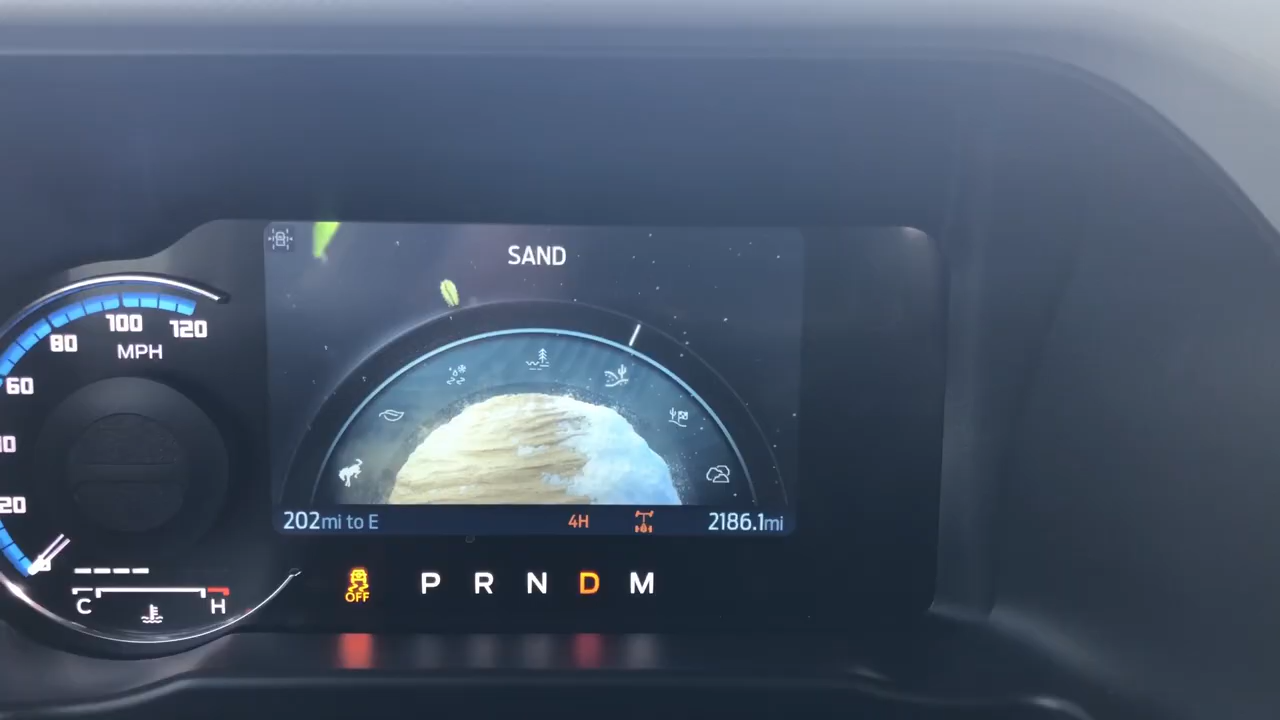 SAND
120
100
80
MPH
60
20
202mi to E
4H
2186.1mi
C
H
OFF
P R N D M